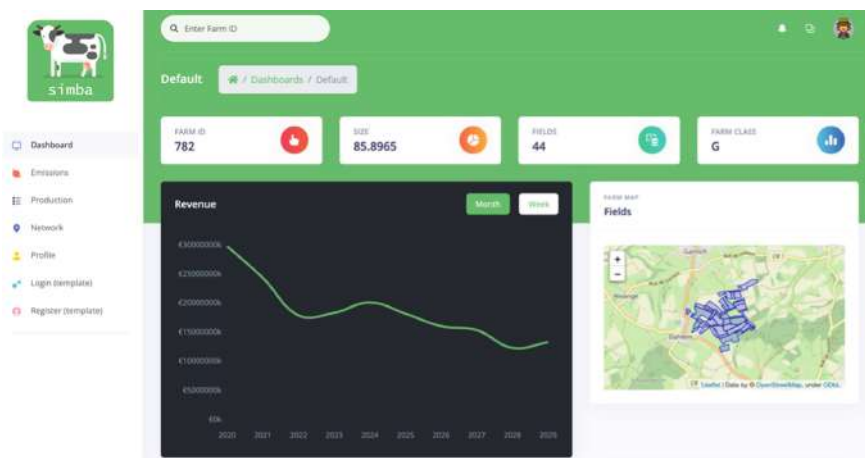 simba
Enter Farm ID
Default
/ Dashboards / Default
Dashboard
Emissions
Production
Network
Profile
Login (template)
Register (template)
FARM ID
782
SIZE
85.8965
FIELDS
44
FARM CLASS
G
Revenue
Month
Week
€30000000k
€25000000k
€20000000k
€15000000k
€10000000k
€5000000k
€0k
2020 2021 2022 2023 2024 2025 2026 2027 2028 2029
FARM MAP
Fields
+
−
Garnich
Dahlem
Leaflet | Data by © OpenStreetMap, under ODbL.